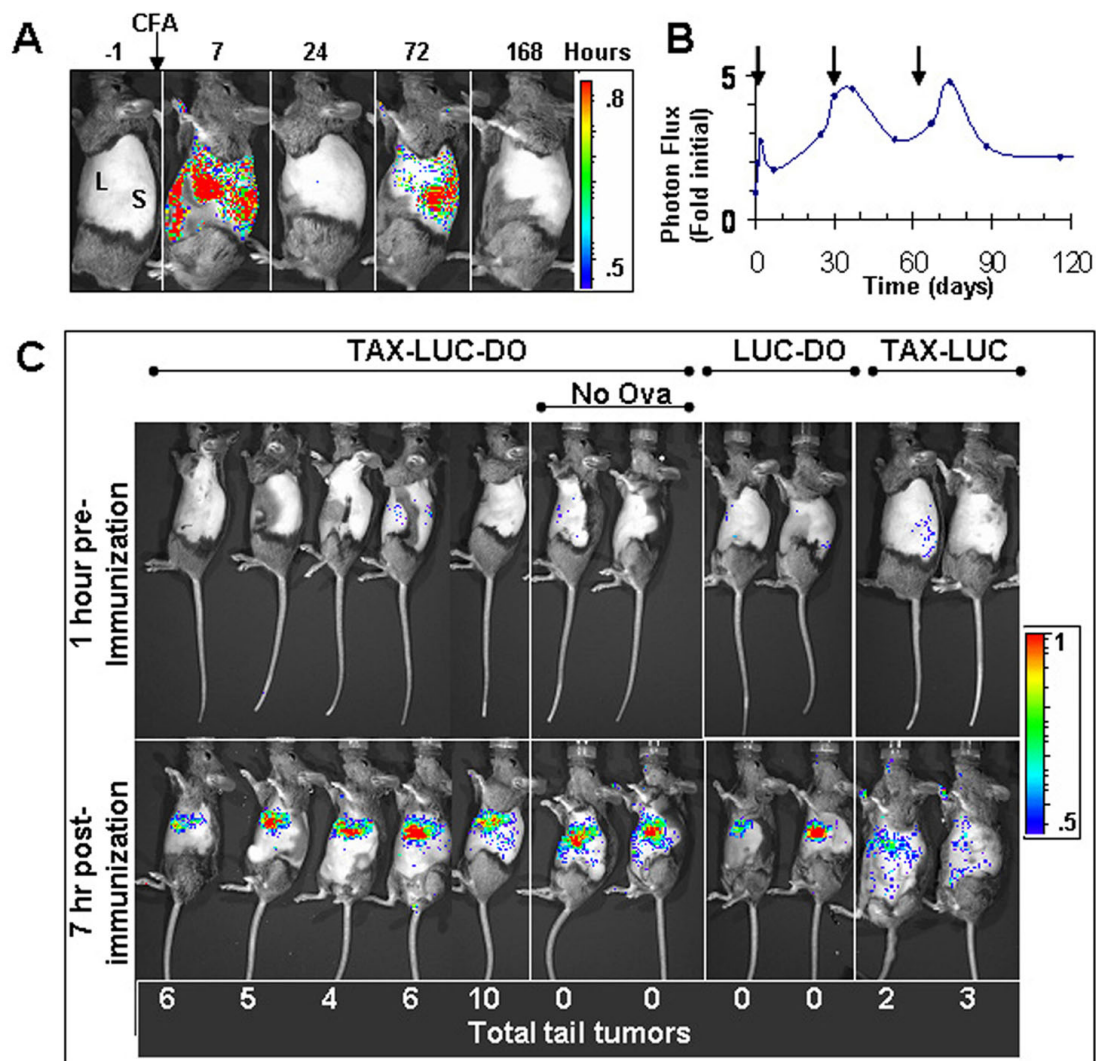 A
CFA
-1 7 24 72 168 Hours
L
S
.8
.5
B
Photon Flux
(Fold initial)
5
0
0 30 60 90 120
Time (days)
C
TAX-LUC-DO LUC-DO TAX-LUC
No Ova
1 hour pre-
Immunization
7 hr post-
immunization
1
.5
6 5 4 6 10 0 0 0 0 2 3
Total tail tumors